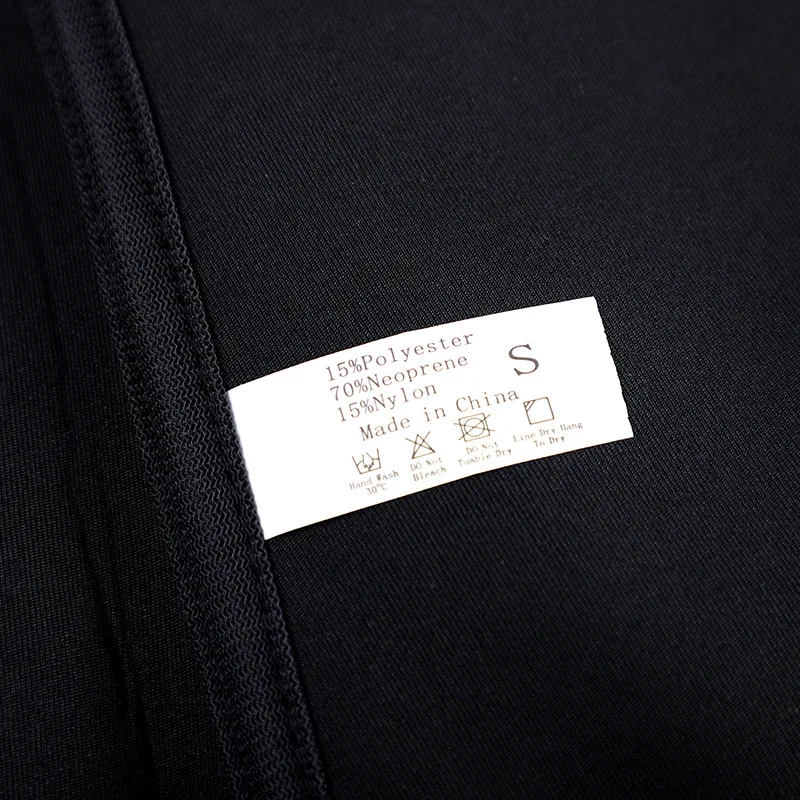 15%Polyester
70%Neoprene
15%Nylon
S
Made in China
Hand Wash
30°C
DO Not
Bleach
DO Not
Tumble Dry
Line Dry Hang
To Dry